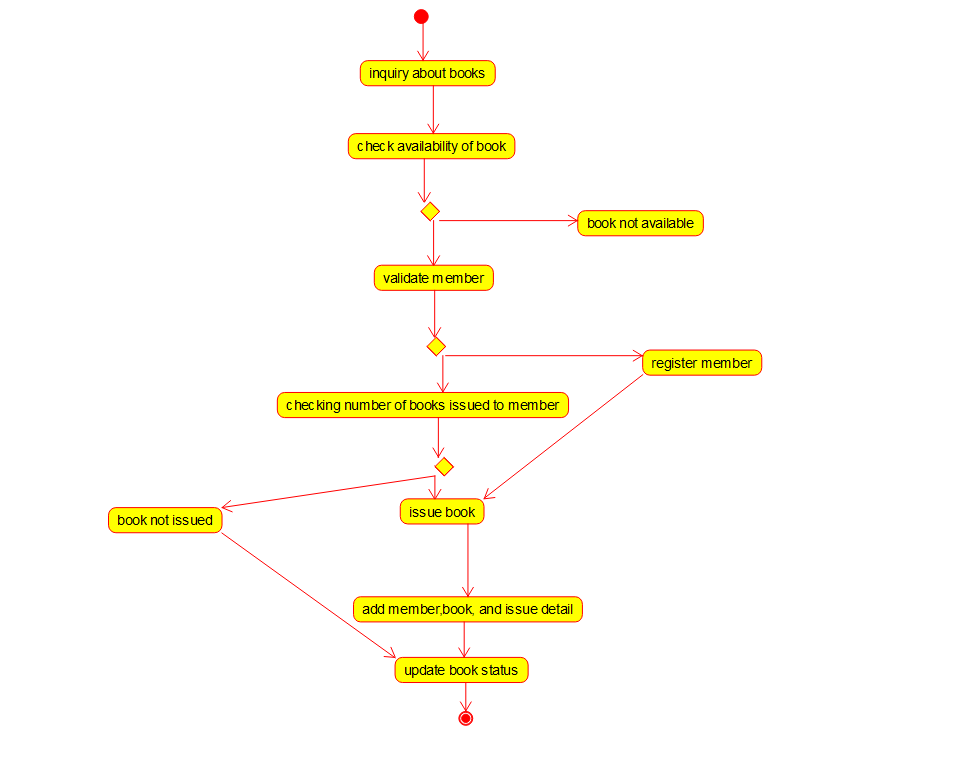 inquiry about books
check availability of book
book not available
validate member
register member
checking number of books issued to member
issue book
book not issued
add member,book, and issue detail
update book status